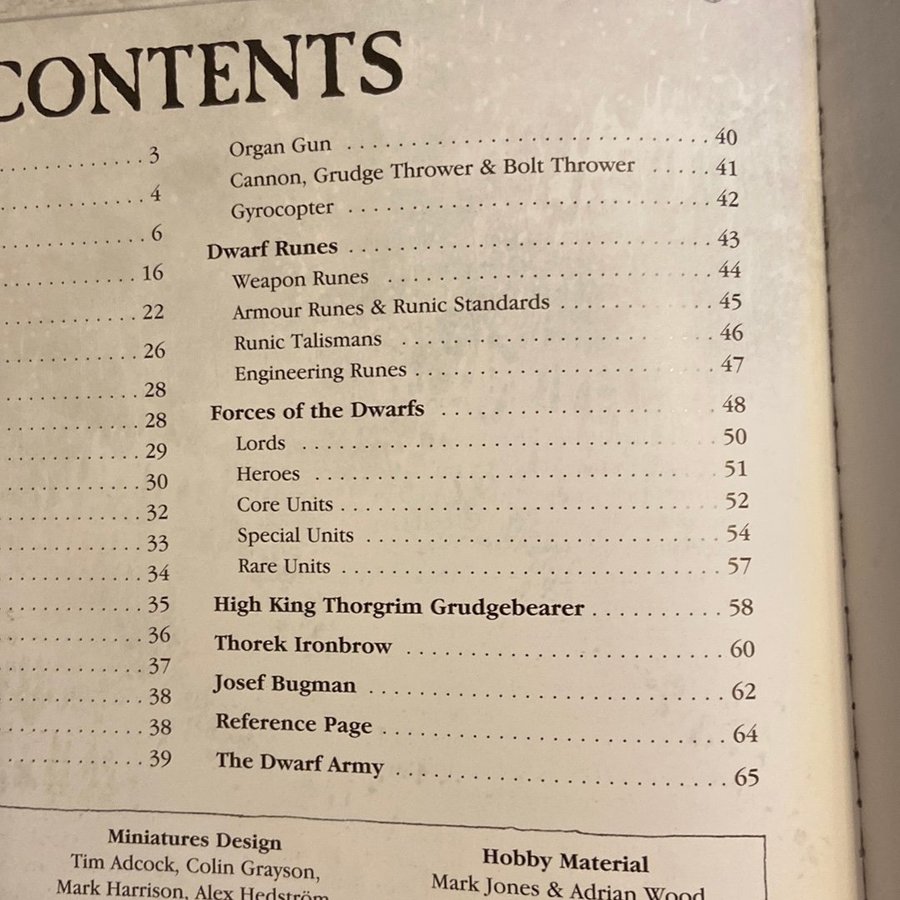 CONTENTS
3
4
6
16
22
26
28
28
29
30
32
33
34
35
36
37
38
38
39
Organ Gun 40
Cannon, Grudge Thrower & Bolt Thrower 41
Gyrocopter 42
Dwarf Runes 43
Weapon Runes 44
Armour Runes & Runic Standards 45
Runic Talismans 46
Engineering Runes 47
Forces of the Dwarfs 48
Lords 50
Heroes 51
Core Units 52
Special Units 54
Rare Units 57
High King Thorgrim Grudgebearer 58
Thorek Ironbrow 60
Josef Bugman 62
Reference Page 64
The Dwarf Army 65
Miniatures Design
Tim Adcock, Colin Grayson,
Mark Harrison, Alex Hedström
Hobby Material
Mark Jones & Adrian Wood